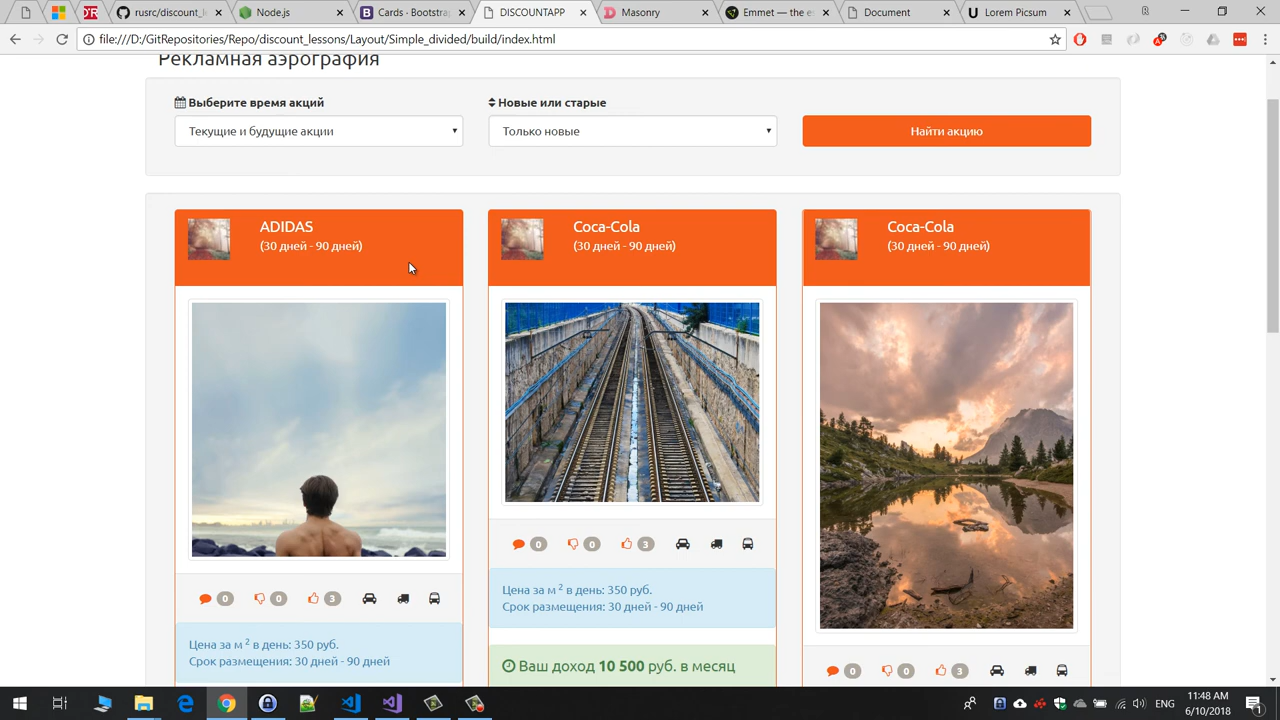 rusrc/discount_l
Node.js
Cards · Bootstrap
DISCOUNTAPP
Masonry
Emmet — the es
Document
Lorem Picsum
file:///D:/GitRepositories/Repo/discount_lessons/Layout/Simple_divided/build/index.html
Рекламная аэрография
Выберите время акций
Новые или старые
Текущие и будущие акции
Только новые
Найти акцию
ADIDAS
(30 дней - 90 дней)
Coca-Cola
(30 дней - 90 дней)
Coca-Cola
(30 дней - 90 дней)
0 0 3
Цена за м 2 в день: 350 руб.
Срок размещения: 30 дней - 90 дней
0 0 3
Цена за м 2 в день: 350 руб.
Срок размещения: 30 дней - 90 дней
Ваш доход 10 500 руб. в месяц
0 0 3
ENG
11:48 AM
6/10/2018